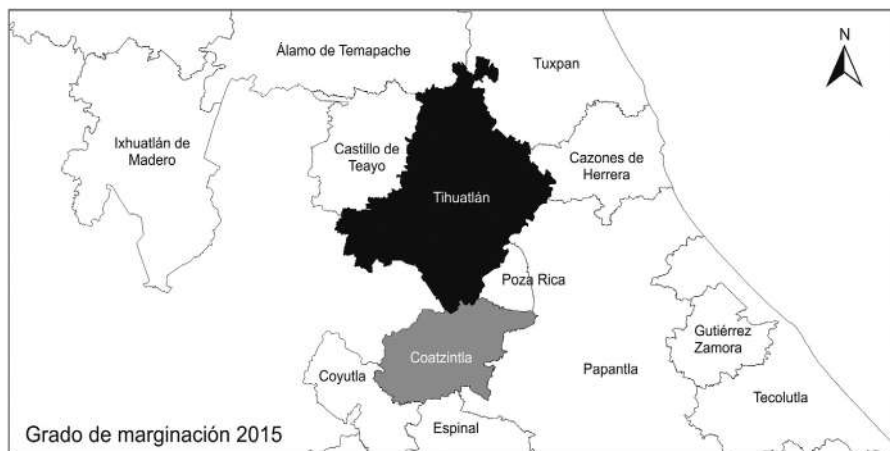 N
Álamo de Temapache
Tuxpan
Ixhuatlán de
Madero
Castillo de
Teayo
Cazones de
Herrera
Tihuatlán
Poza Rica
Gutiérrez
Zamora
Coatzintla
Coyutla
Papantla
Tecolutla
Espinal
Grado de marginación 2015